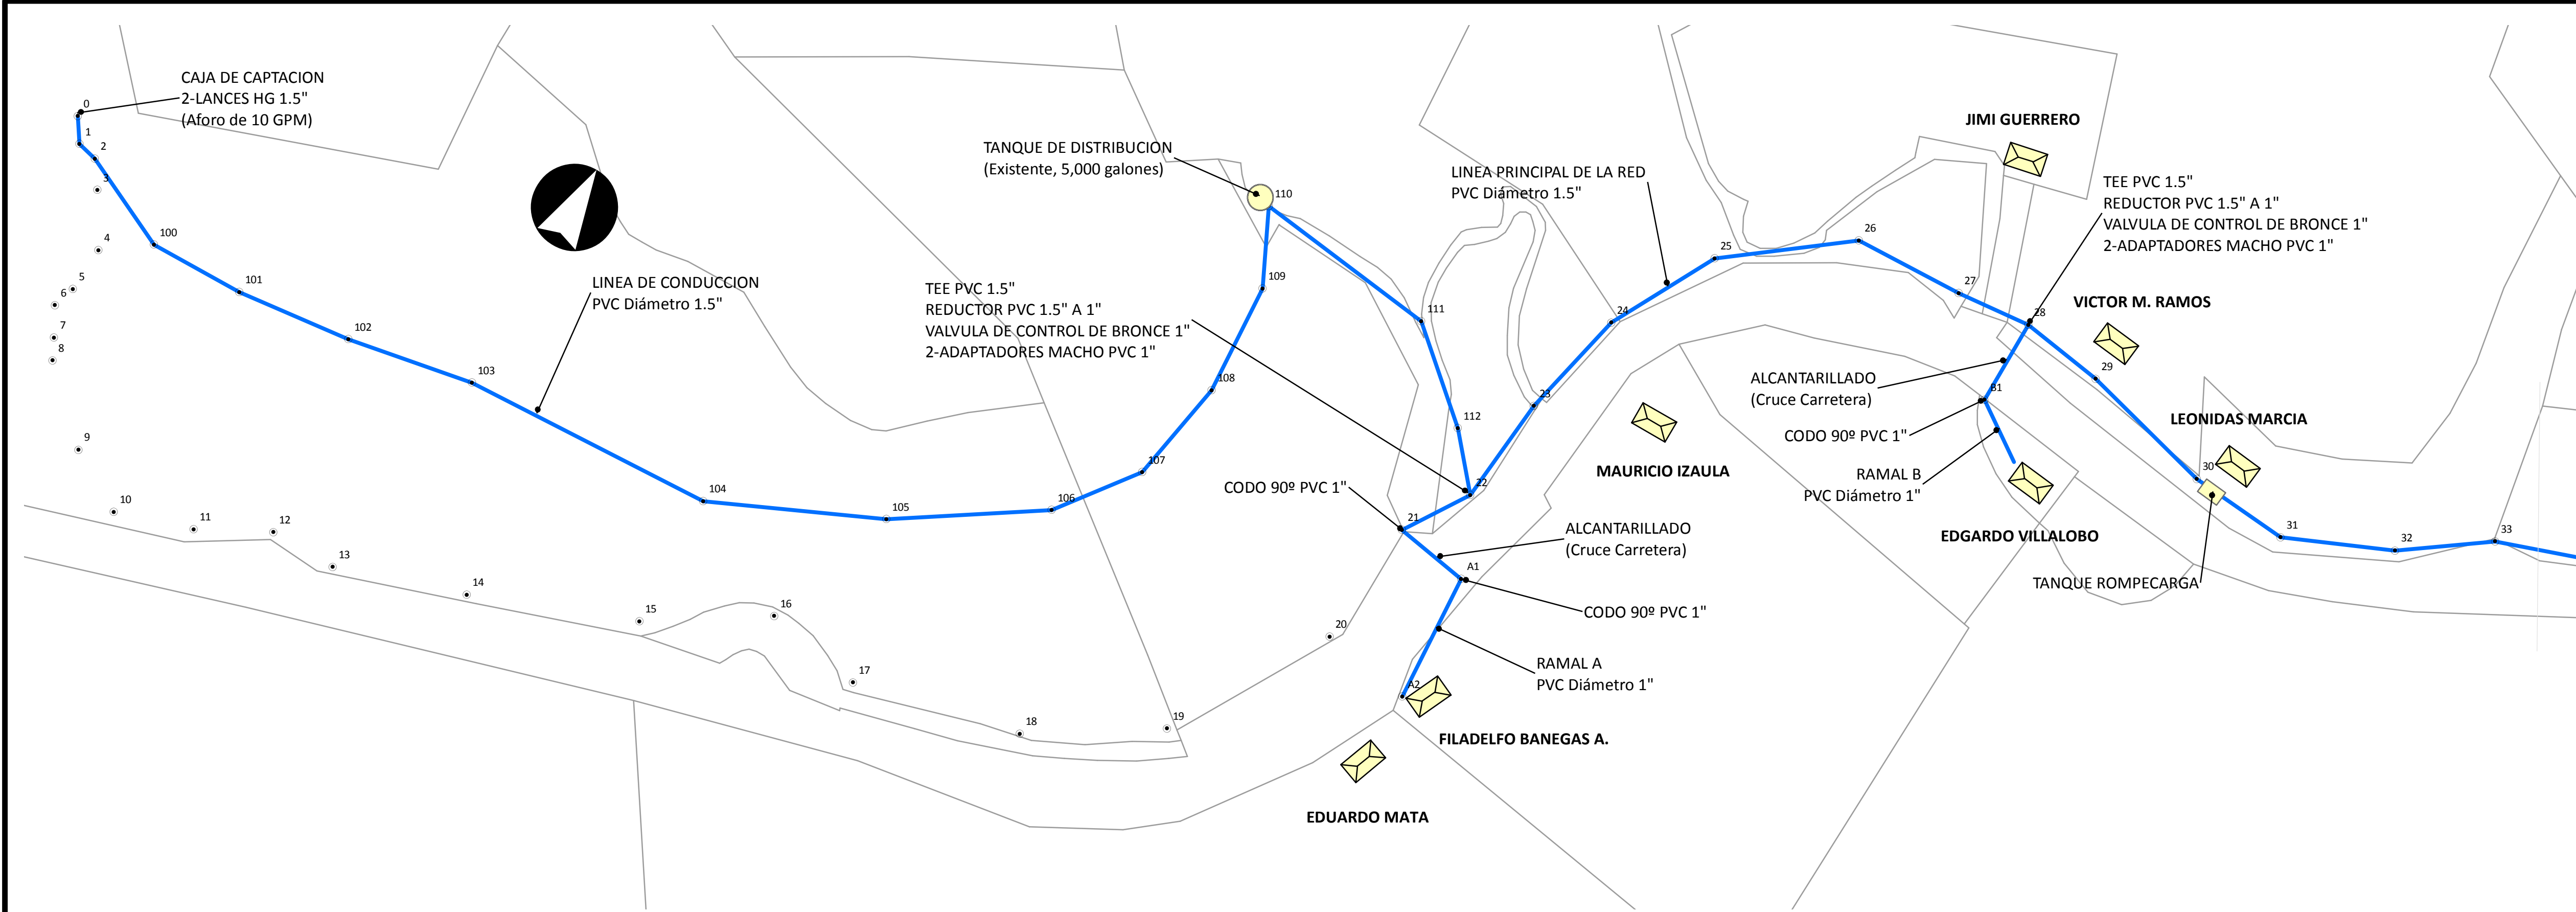 CAJA DE CAPTACION
2-LANCES HG 1.5"
(Aforo de 10 GPM)
0
1
2
3
4
5
6
7
8
9
10
11
12
13
14
15
16
17
18
19
20
100
101
102
103
104
105
106
107
108
109
110
111
112
LINEA DE CONDUCCION
PVC Diámetro 1.5"
TANQUE DE DISTRIBUCION
(Existente, 5,000 galones)
TEE PVC 1.5"
REDUCTOR PVC 1.5" A 1"
VALVULA DE CONTROL DE BRONCE 1"
2-ADAPTADORES MACHO PVC 1"
LINEA PRINCIPAL DE LA RED
PVC Diámetro 1.5"
CODO 90º PVC 1"
21
22
23
24
25
26
27
28
29
30
31
32
33
ALCANTARILLADO
(Cruce Carretera)
A1
CODO 90º PVC 1"
RAMAL A
PVC Diámetro 1"
A2
FILADELFO BANEGAS A.
EDUARDO MATA
MAURICIO IZAULA
JIMI GUERRERO
TEE PVC 1.5"
REDUCTOR PVC 1.5" A 1"
VALVULA DE CONTROL DE BRONCE 1"
2-ADAPTADORES MACHO PVC 1"
VICTOR M. RAMOS
ALCANTARILLADO
(Cruce Carretera)
B1
CODO 90º PVC 1"
RAMAL B
PVC Diámetro 1"
EDGARDO VILLALOBO
LEONIDAS MARCIA
TANQUE ROMPECARGA